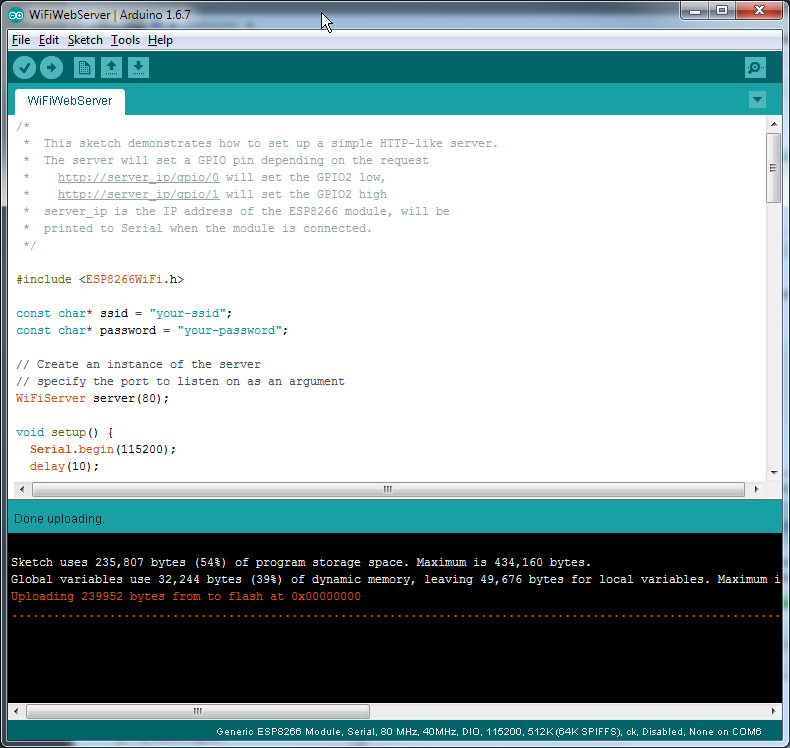 WiFiWebServer | Arduino 1.6.7
File Edit Sketch Tools Help
WiFiWebServer
/*
 *  This sketch demonstrates how to set up a simple HTTP-like server.
 *  The server will set a GPIO pin depending on the request
 *    http://server_ip/gpio/0 will set the GPIO2 low,
 *    http://server_ip/gpio/1 will set the GPIO2 high
 *  server_ip is the IP address of the ESP8266 module, will be
 *  printed to Serial when the module is connected.
 */
#include <ESP8266WiFi.h>
const char* ssid = "your-ssid";
const char* password = "your-password";
// Create an instance of the server
// specify the port to listen on as an argument
WiFiServer server(80);
void setup() {
  Serial.begin(115200);
  delay(10);
Done uploading.
Sketch uses 235,807 bytes (54%) of program storage space. Maximum is 434,160 bytes.
Global variables use 32,244 bytes (39%) of dynamic memory, leaving 49,676 bytes for local variables. Maximum i
Uploading 239952 bytes from to flash at 0x00000000
Generic ESP8266 Module, Serial, 80 MHz, 40MHz, DIO, 115200, 512K (64K SPIFFS), ck, Disabled, None on COM6